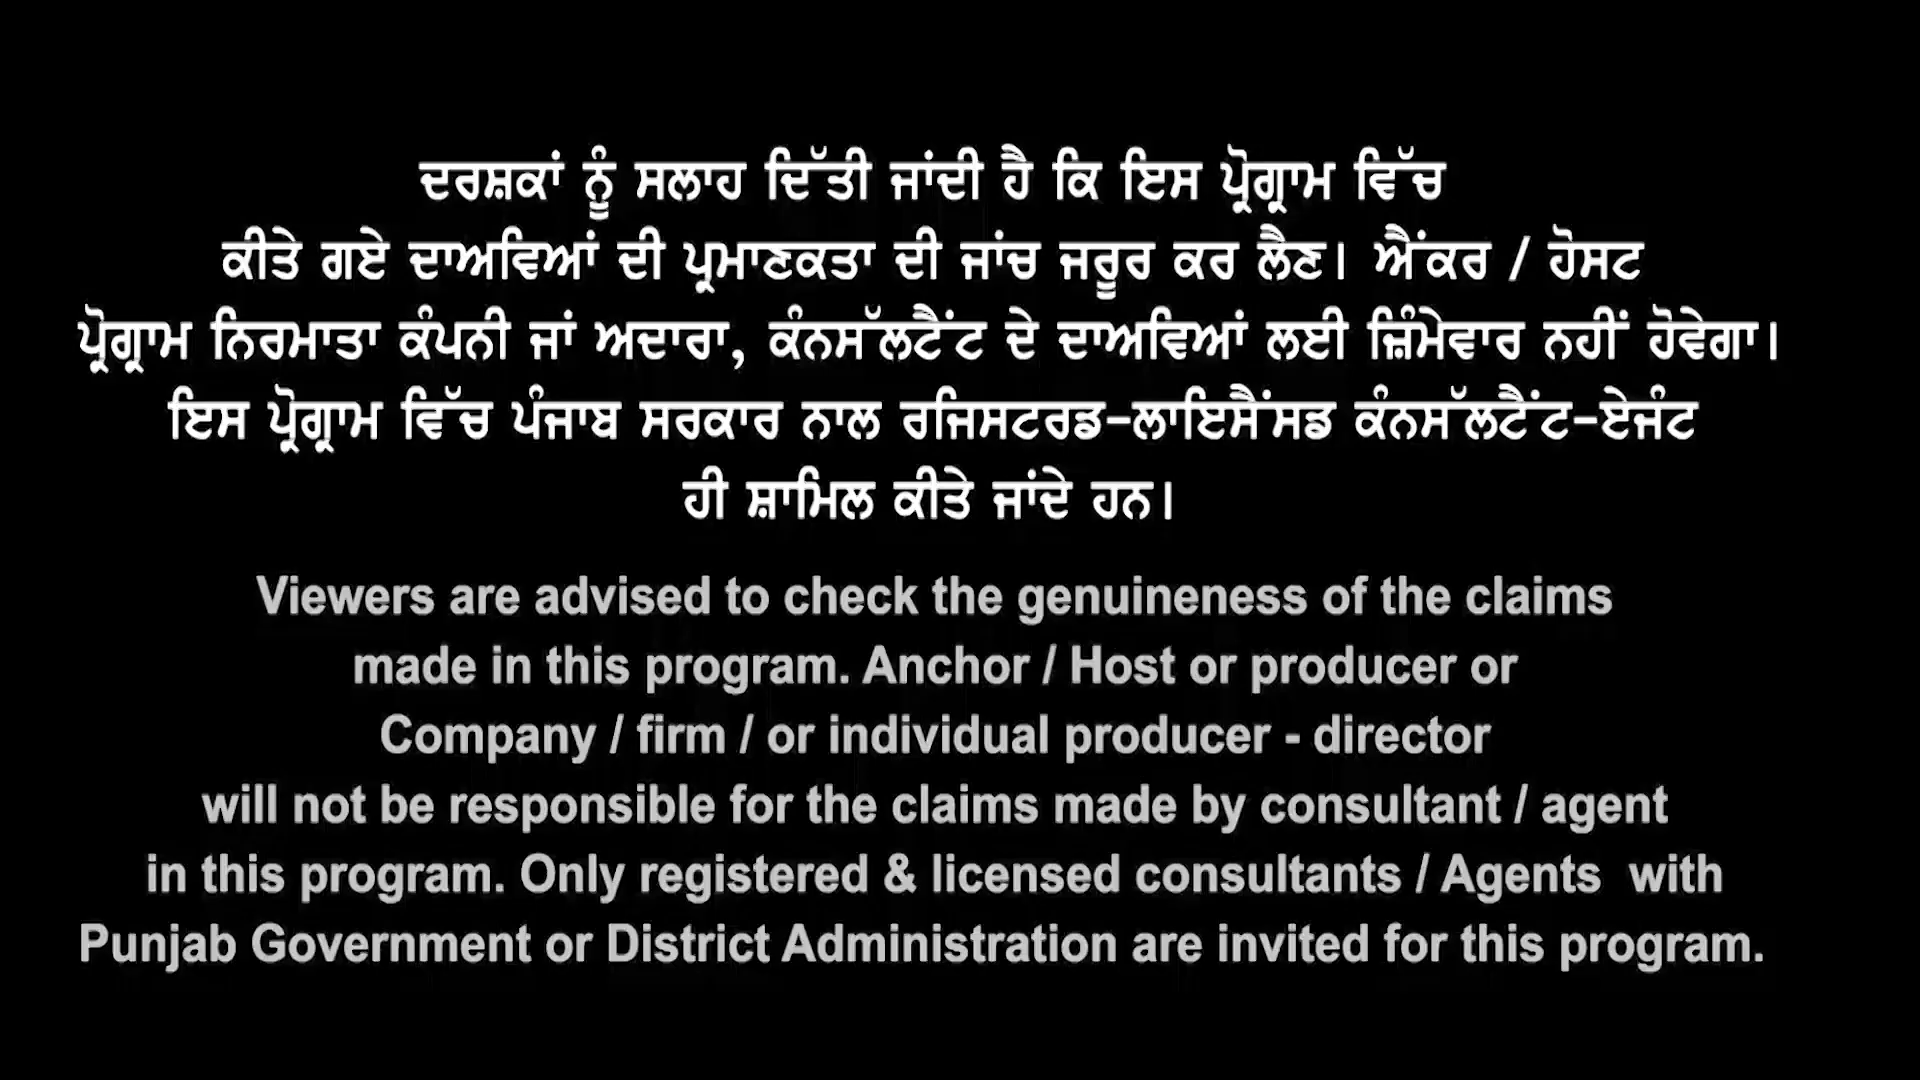 ਦਰਸ਼ਕਾਂ ਨੂੰ ਸਲਾਹ ਦਿੱਤੀ ਜਾਂਦੀ ਹੈ ਕਿ ਇਸ ਪ੍ਰੋਗ੍ਰਾਮ ਵਿੱਚ
ਕੀਤੇ ਗਏ ਦਾਅਵਿਆਂ ਦੀ ਪ੍ਰਮਾਣਕਤਾ ਦੀ ਜਾਂਚ ਜਰੂਰ ਕਰ ਲੈਣ। ਐਂਕਰ / ਹੋਸਟ
ਪ੍ਰੋਗ੍ਰਾਮ ਨਿਰਮਾਤਾ ਕੰਪਨੀ ਜਾਂ ਅਦਾਰਾ, ਕੰਨਸੱਲਟੈਂਟ ਦੇ ਦਾਅਵਿਆਂ ਲਈ ਜ਼ਿੰਮੇਵਾਰ ਨਹੀਂ ਹੋਵੇਗਾ।
ਇਸ ਪ੍ਰੋਗ੍ਰਾਮ ਵਿੱਚ ਪੰਜਾਬ ਸਰਕਾਰ ਨਾਲ ਰਜਿਸਟਰਡ-ਲਾਇਸੈਂਸਡ ਕੰਨਸੱਲਟੈਂਟ-ਏਜੰਟ
ਹੀ ਸ਼ਾਮਿਲ ਕੀਤੇ ਜਾਂਦੇ ਹਨ।
Viewers are advised to check the genuineness of the claims
made in this program. Anchor / Host or producer or
Company / firm / or individual producer - director
will not be responsible for the claims made by consultant / agent
in this program. Only registered & licensed consultants / Agents  with
Punjab Government or District Administration are invited for this program.